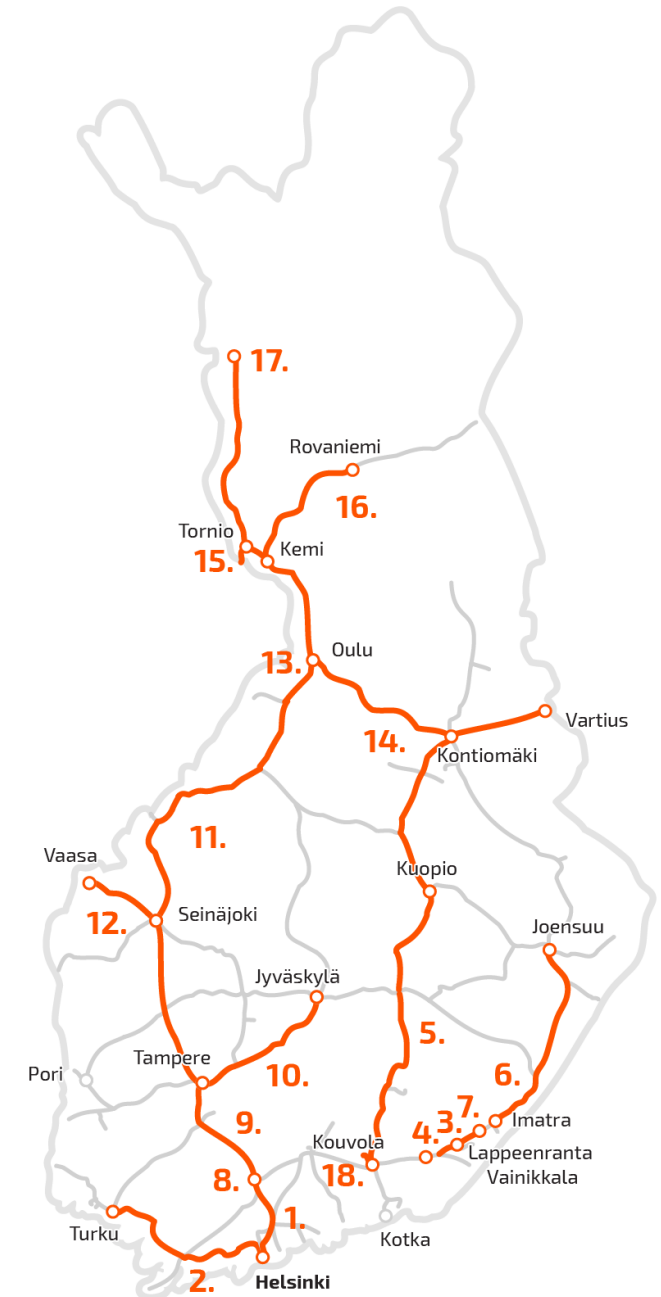 17.
Rovaniemi
16.
Tornio
Kemi
15.
Oulu
13.
Vartius
14.
Kontiomäki
11.
Vaasa
Kuopio
12.
Seinäjoki
Joensuu
Jyväskylä
5.
Tampere
Pori
10.
6.
9.
7.
3.
Imatra
4.
Kouvola
Lappeenranta
Vainikkala
8.
18.
1.
Turku
Kotka
2.
Helsinki